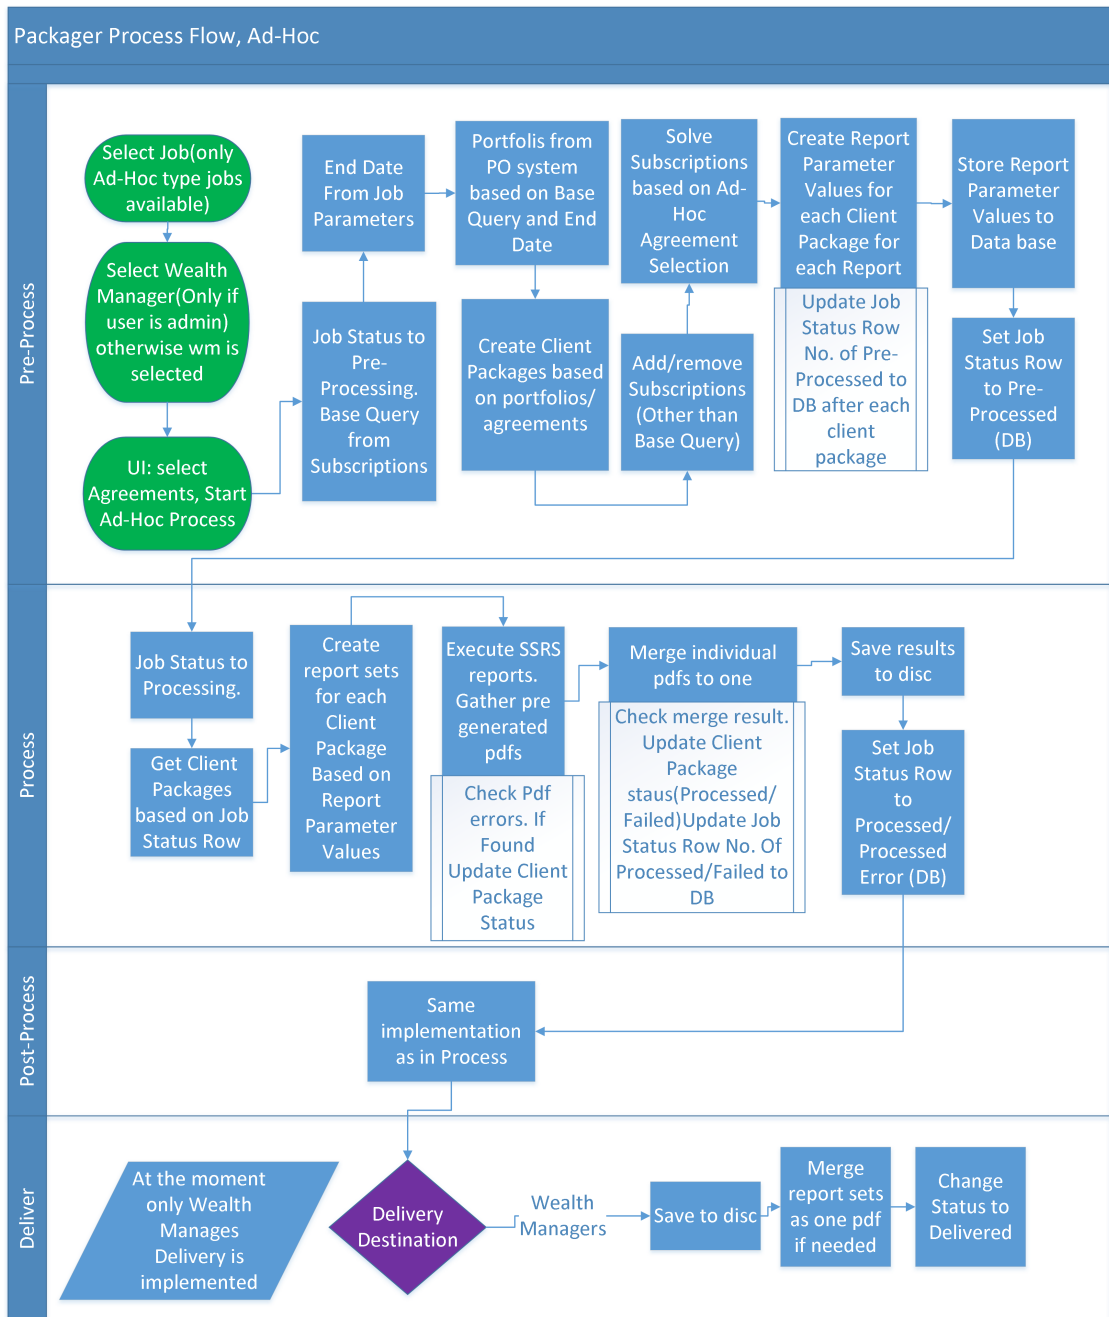 Packager Process Flow, Ad-Hoc
Pre-Process
Select Job(only
Ad-Hoc type jobs
available)
Select Wealth
Manager(Only if
user is admin)
otherwise wm is
selected
UI: select
Agreements, Start
Ad-Hoc Process
Job Status to
Pre-
Processing.
Base Query
from
Subscriptions
End Date
From Job
Parameters
Portfolis from
PO system
based on Base
Query and End
Date
Create Client
Packages based
on portfolios/
agreements
Add/remove
Subscriptions
(Other than
Base Query)
Solve
Subscriptions
based on Ad-
Hoc
Agreement
Selection
Create Report
Parameter
Values for
each Client
Package for
each Report
Update Job
Status Row
No. of Pre-
Processed to
DB after each
client
package
Store Report
Parameter
Values to
Data base
Set Job
Status Row
to Pre-
Processed
(DB)
Process
Job Status to
Processing.
Get Client
Packages
based on Job
Status Row
Create
report sets
for each
Client
Package
Based on
Report
Parameter
Values
Execute SSRS
reports.
Gather pre
generated
pdfs
Check Pdf
errors. If
Found
Update Client
Package
Status
Merge individual
pdfs to one
Check merge result.
Update Client
Package
staus(Processed/
Failed)Update Job
Status Row No. Of
Processed/Failed to
DB
Save results
to disc
Set Job
Status Row
to
Processed/
Processed
Error (DB)
Post-Process
Same
implementation
as in Process
Deliver
At the moment
only Wealth
Manages
Delivery is
implemented
Delivery
Destination
Wealth
Managers
Save to disc
Merge
report sets
as one pdf
if needed
Change
Status to
Delivered